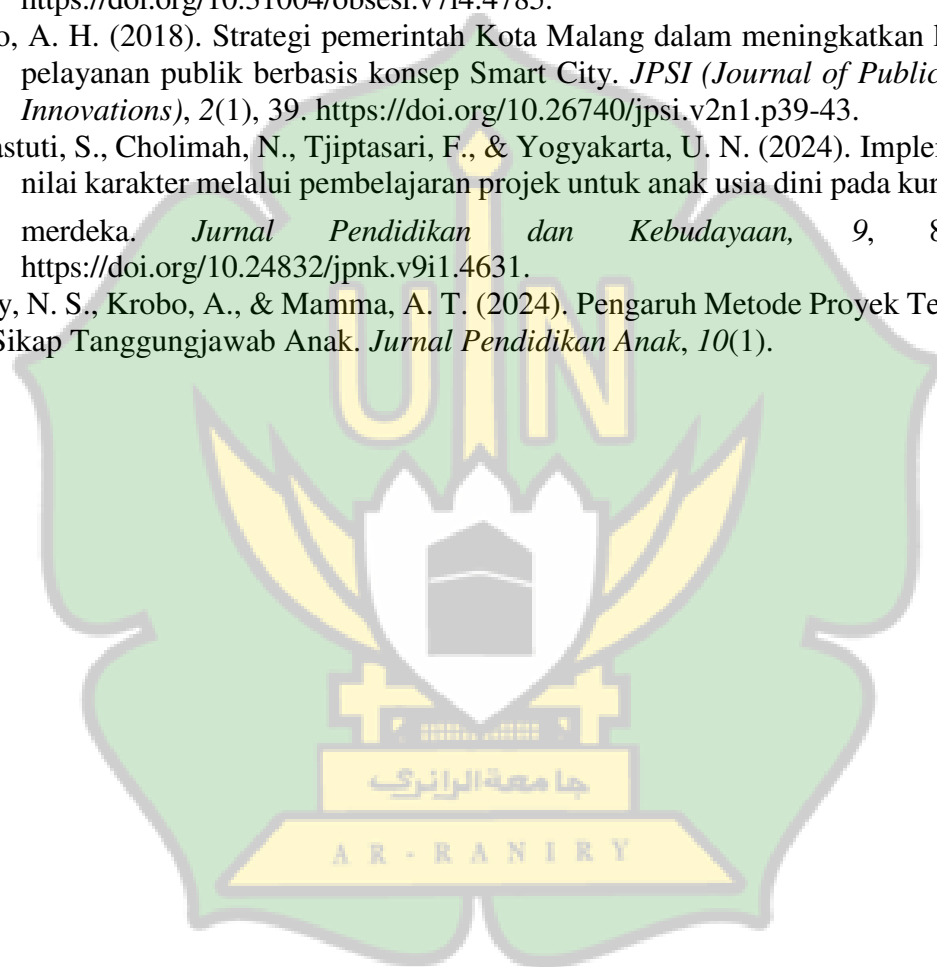 https://doi.org/10.31004/obsesi.v7i4.4785.
o, A. H. (2018). Strategi pemerintah Kota Malang dalam meningkatkan
pelayanan publik berbasis konsep Smart City. JPSI (Journal of Public
Innovations), 2(1), 39. https://doi.org/10.26740/jpsi.v2n1.p39-43.
astuti, S., Cholimah, N., Tjiptasari, F., & Yogyakarta, U. N. (2024). Imple
nilai karakter melalui pembelajaran projek untuk anak usia dini pada kur
merdeka. Jurnal Pendidikan dan Kebudayaan, 9, 8
https://doi.org/10.24832/jpnk.v9i1.4631.
y, N. S., Krobo, A., & Mamma, A. T. (2024). Pengaruh Metode Proyek Te
Sikap Tanggungjawab Anak. Jurnal Pendidikan Anak, 10(1).
UIN
جامعة الرانري
AR-RANIRY